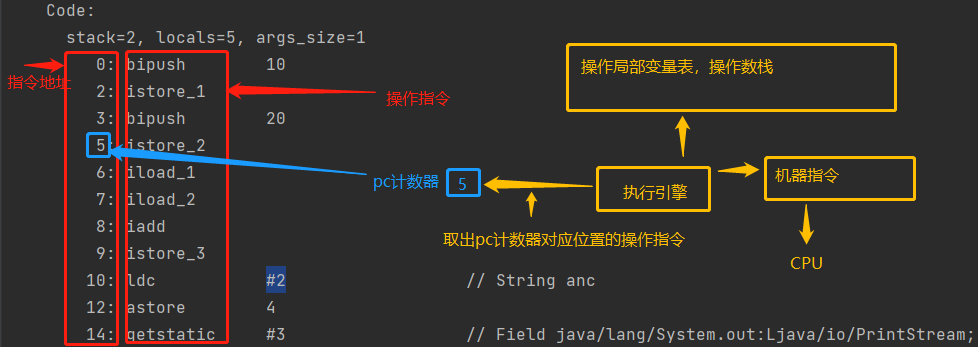 Code:
stack=2, locals=5, args_size=1
0: bipush 10
2: istore_1
3: bipush 20
5: istore_2
6: iload_1
7: iload_2
8: iadd
9: istore_3
10: ldc #2 // String anc
12: astore 4
14: getstatic #3 // Field java/lang/System.out:Ljava/io/PrintStream;
指令地址
操作指令
pc计数器
5
取出pc计数器对应位置的操作指令
执行引擎
操作局部变量表，操作数栈
机器指令
CPU